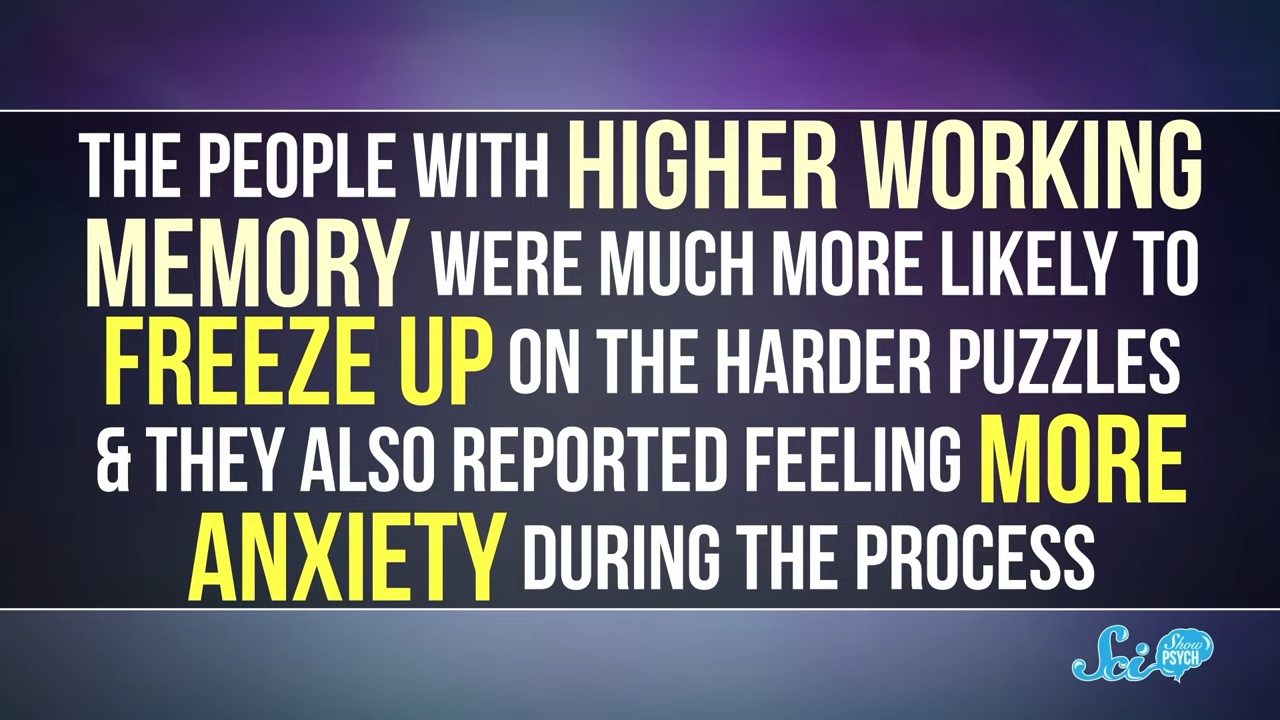 THE PEOPLE WITH HIGHER WORKING
MEMORY WERE MUCH MORE LIKELY TO
FREEZE UP ON THE HARDER PUZZLES
& THEY ALSO REPORTED FEELING MORE
ANXIETY DURING THE PROCESS
Sci Show
PSYCH